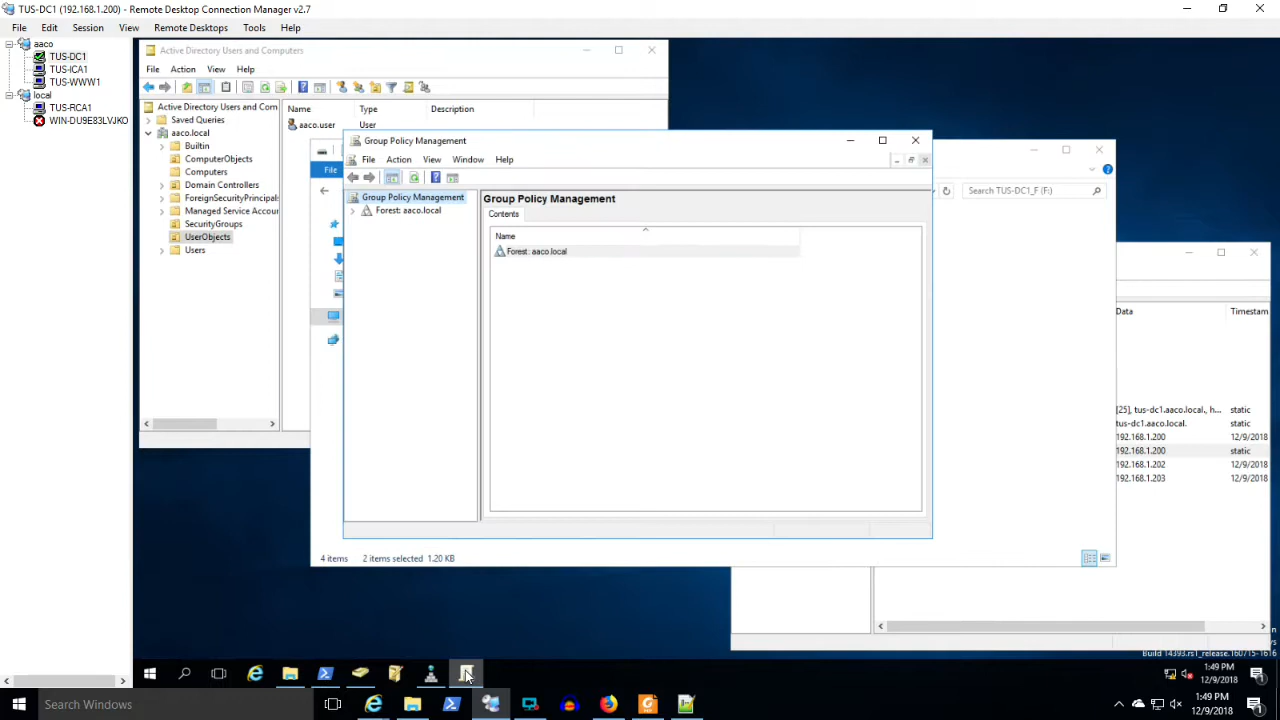 TUS-DC1 (192.168.1.200) - Remote Desktop Connection Manager v2.7
File Edit Session View Remote Desktops Tools Help
aaco
TUS-DC1
TUS-ICA1
TUS-WWW1
local
TUS-RCA1
WIN-DU9E83LVJKO
Active Directory Users and Computers
File Action View Help
Active Directory Users and Com
Saved Queries
aaco.local
Builtin
ComputerObjects
Computers
Domain Controllers
ForeignSecurityPrincipals
Managed Service Accour
SecurityGroups
UserObjects
Users
Name Type Description
aaco.user User
File
Search TUS-DC1_F (F:)
4 items 2 items selected 1.20 KB
Group Policy Management
File Action View Window Help
Group Policy Management
Forest: aaco.local
Group Policy Management
Contents
Name
Forest: aaco.local
Data Timestam
[25], tus-dc1.aaco.local., h... static
tus-dc1.aaco.local. static
192.168.1.200 12/9/2018
192.168.1.200 static
192.168.1.202 12/9/2018
192.168.1.203 12/9/2018
Build 14393.rs1_release.160715-1616
1:49 PM
12/9/2018
Search Windows
1:49 PM
12/9/2018